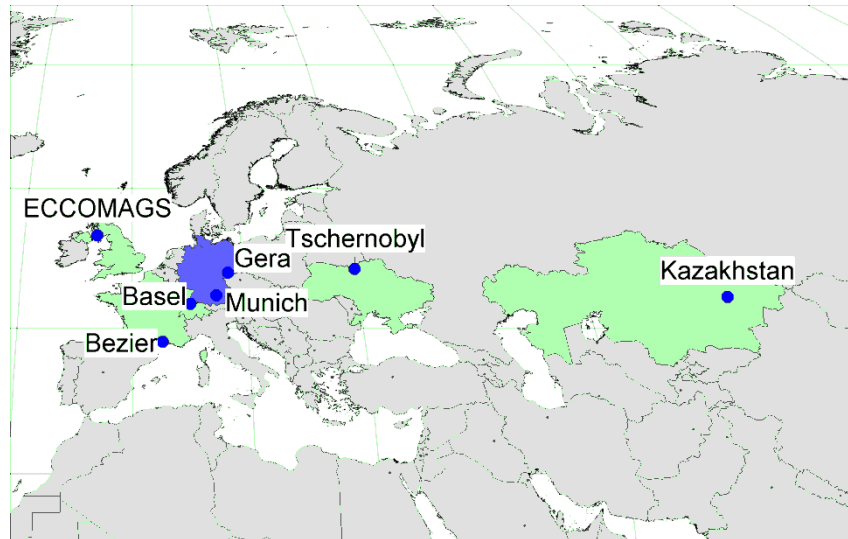 ECCOMAGS
Tschernobyl
Gera
Kazakhstan
Basel
Munich
Bezier